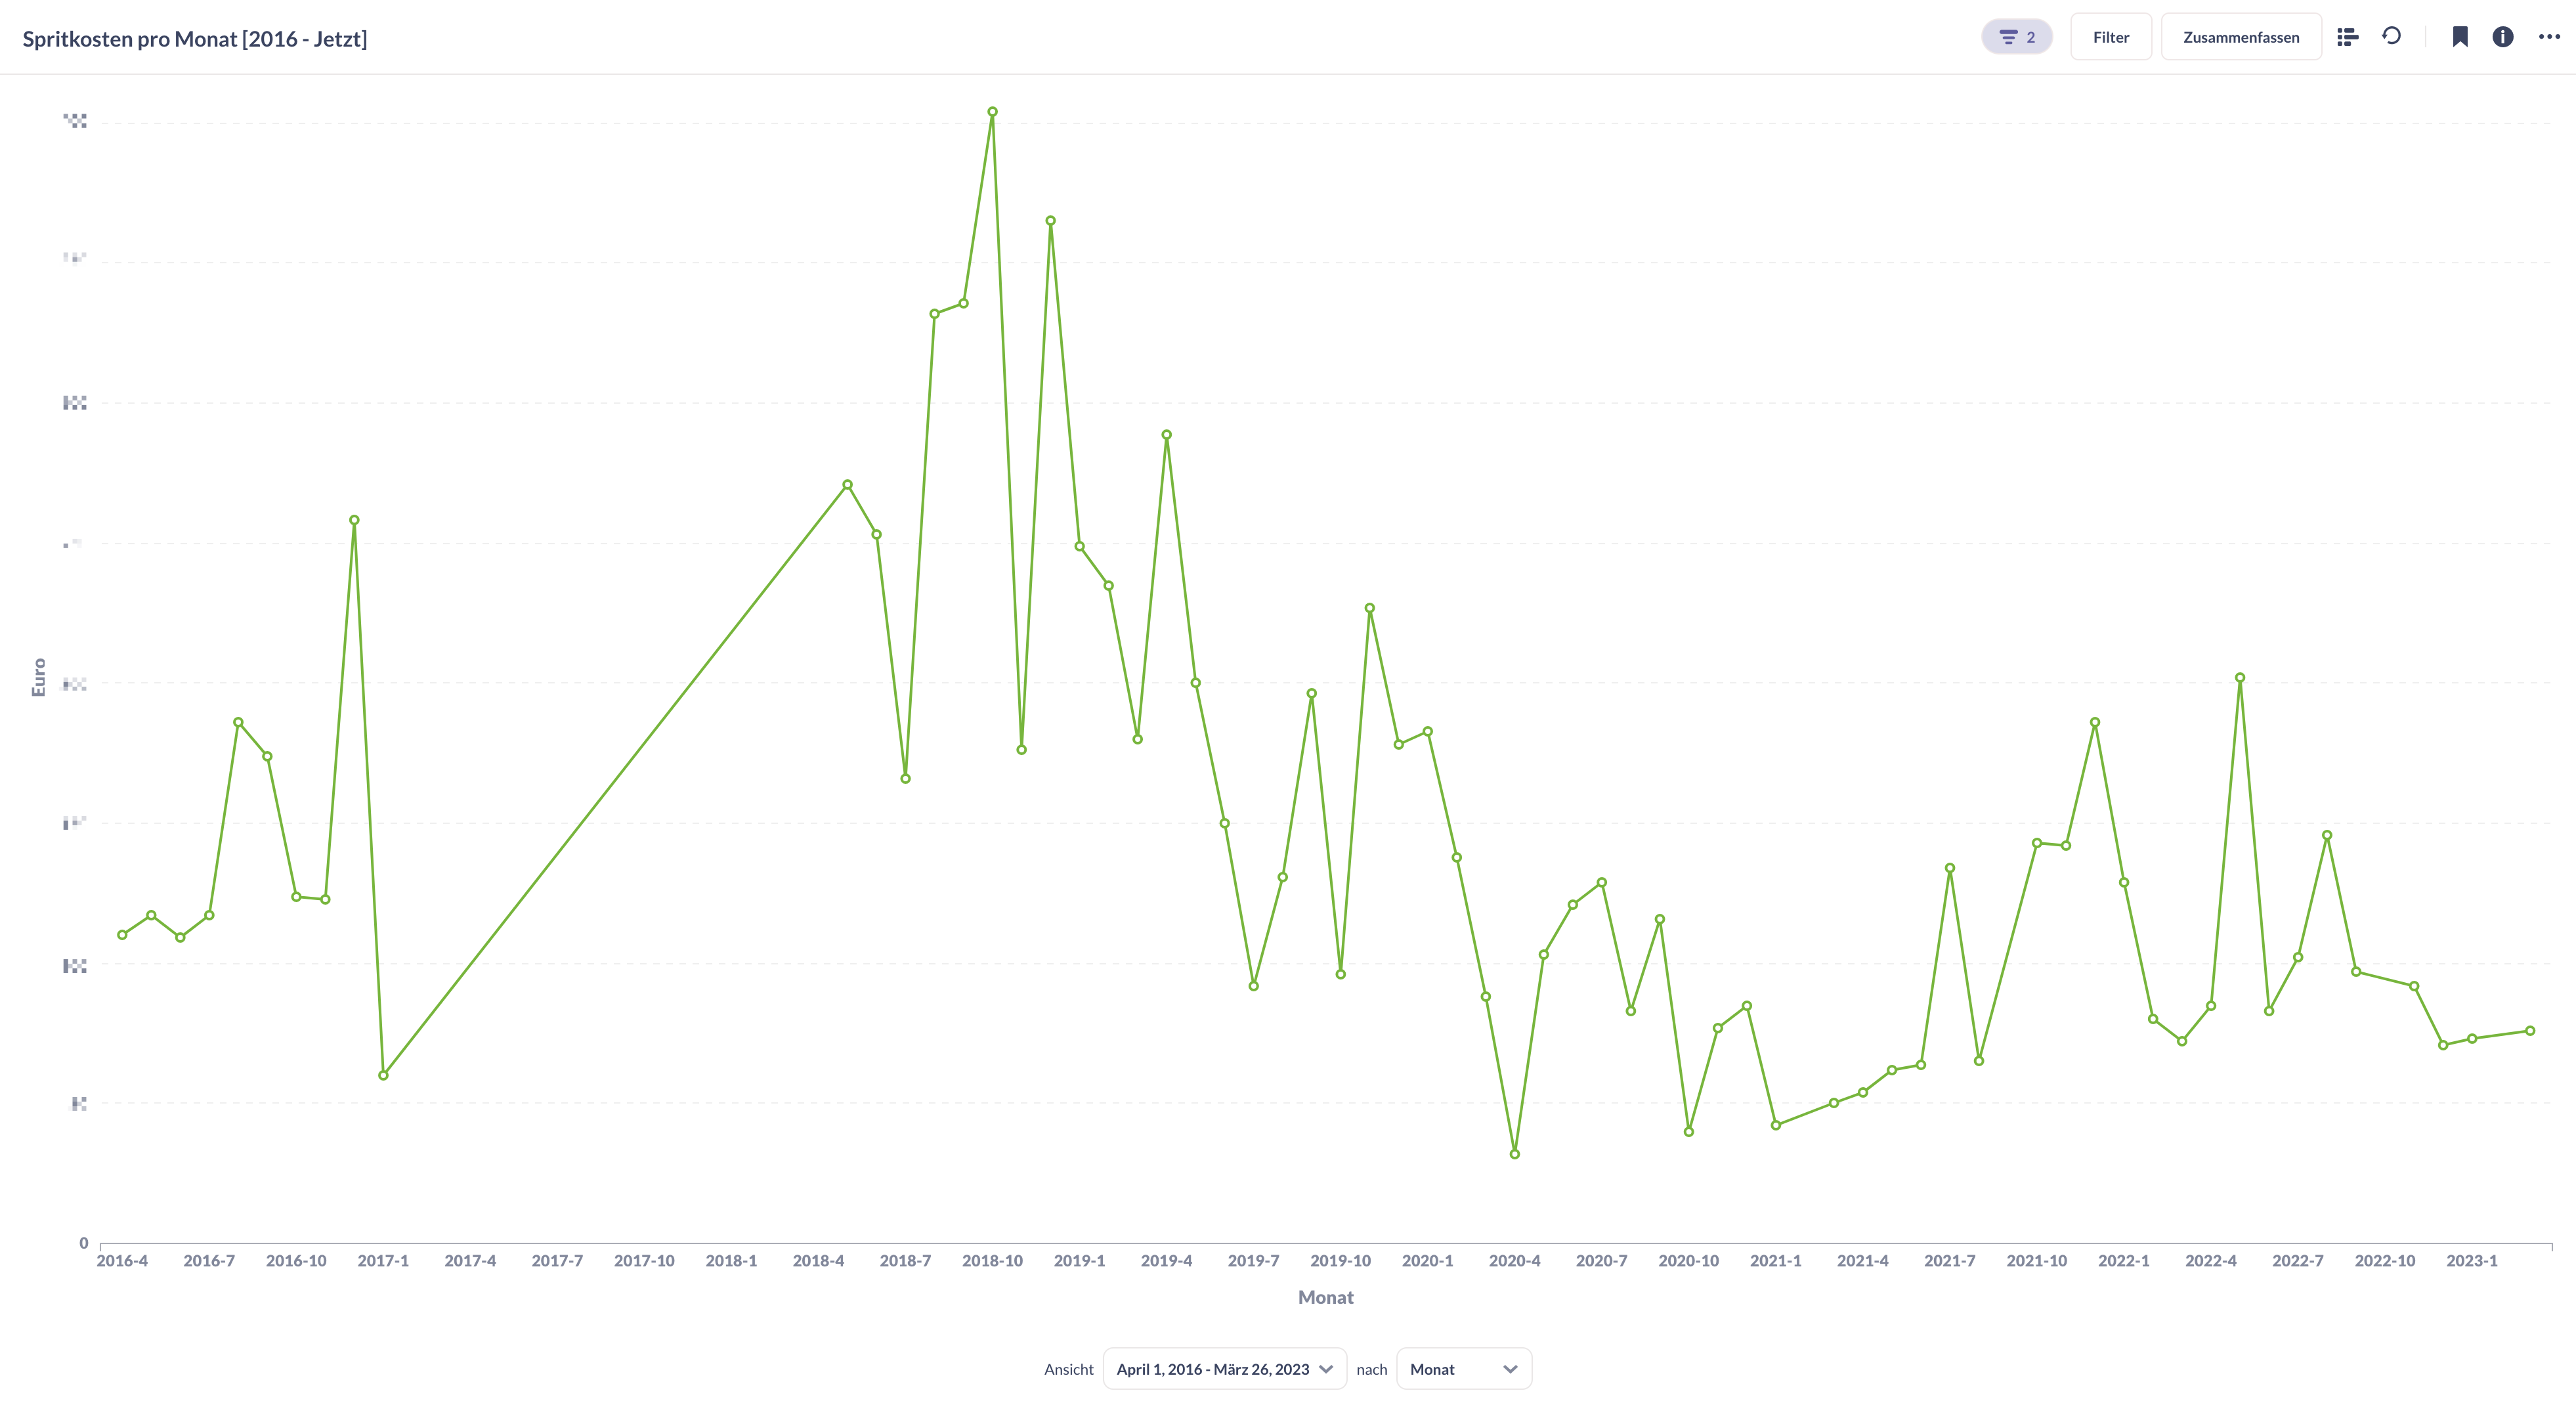 Spritkosten pro Monat [2016 - Jetzt]
2
Filter
Zusammenfassen
Euro
0
2016-4 2016-7 2016-10 2017-1 2017-4 2017-7 2017-10 2018-1 2018-4 2018-7 2018-10 2019-1 2019-4 2019-7 2019-10 2020-1 2020-4 2020-7 2020-10 2021-1 2021-4 2021-7 2021-10 2022-1 2022-4 2022-7 2022-10 2023-1
Monat
Ansicht April 1, 2016 - März 26, 2023 nach Monat